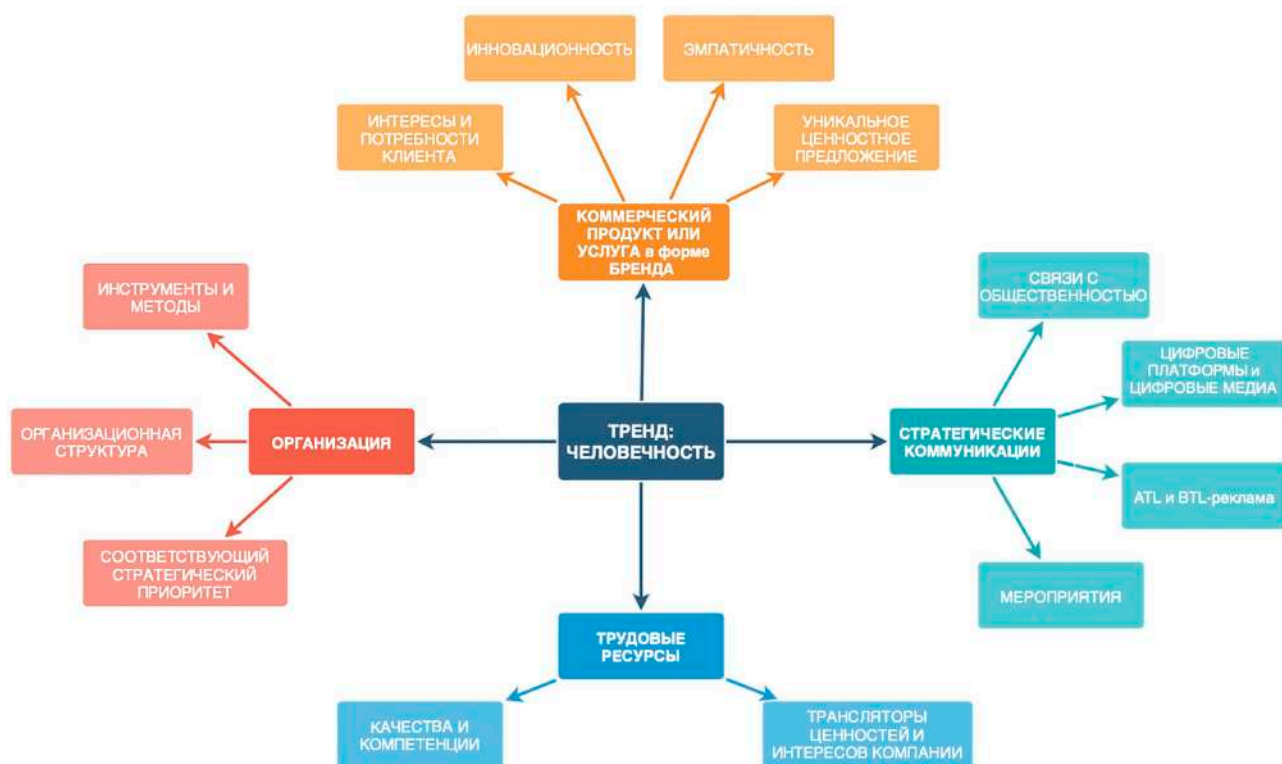 ИННОВАЦИОННОСТЬ
ЭМПАТИЧНОСТЬ
ИНТЕРЕСЫ И
ПОТРЕБНОСТИ
КЛИЕНТА
УНИКАЛЬНОЕ
ЦЕННОСТНОЕ
ПРЕДЛОЖЕНИЕ
КОММЕРЧЕСКИЙ
ПРОДУКТ ИЛИ
УСЛУГА в форме
БРЕНДА
ИНСТРУМЕНТЫ И
МЕТОДЫ
СВЯЗИ С
ОБЩЕСТВЕННОСТЬЮ
ЦИФРОВЫЕ
ПЛАТФОРМЫ и
ЦИФРОВЫЕ МЕДИА
ОРГАНИЗАЦИОННАЯ
СТРУКТУРА
ОРГАНИЗАЦИЯ
ТРЕНД:
ЧЕЛОВЕЧНОСТЬ
СТРАТЕГИЧЕСКИЕ
КОММУНИКАЦИИ
ATL и BTL-реклама
СООТВЕТСТВУЮЩИЙ
СТРАТЕГИЧЕСКИЙ
ПРИОРИТЕТ
МЕРОПРИЯТИЯ
ТРУДОВЫЕ
РЕСУРСЫ
КАЧЕСТВА И
КОМПЕТЕНЦИИ
ТРАНСЛЯТОРЫ
ЦЕННОСТЕЙ И
ИНТЕРЕСОВ КОМПАНИИ